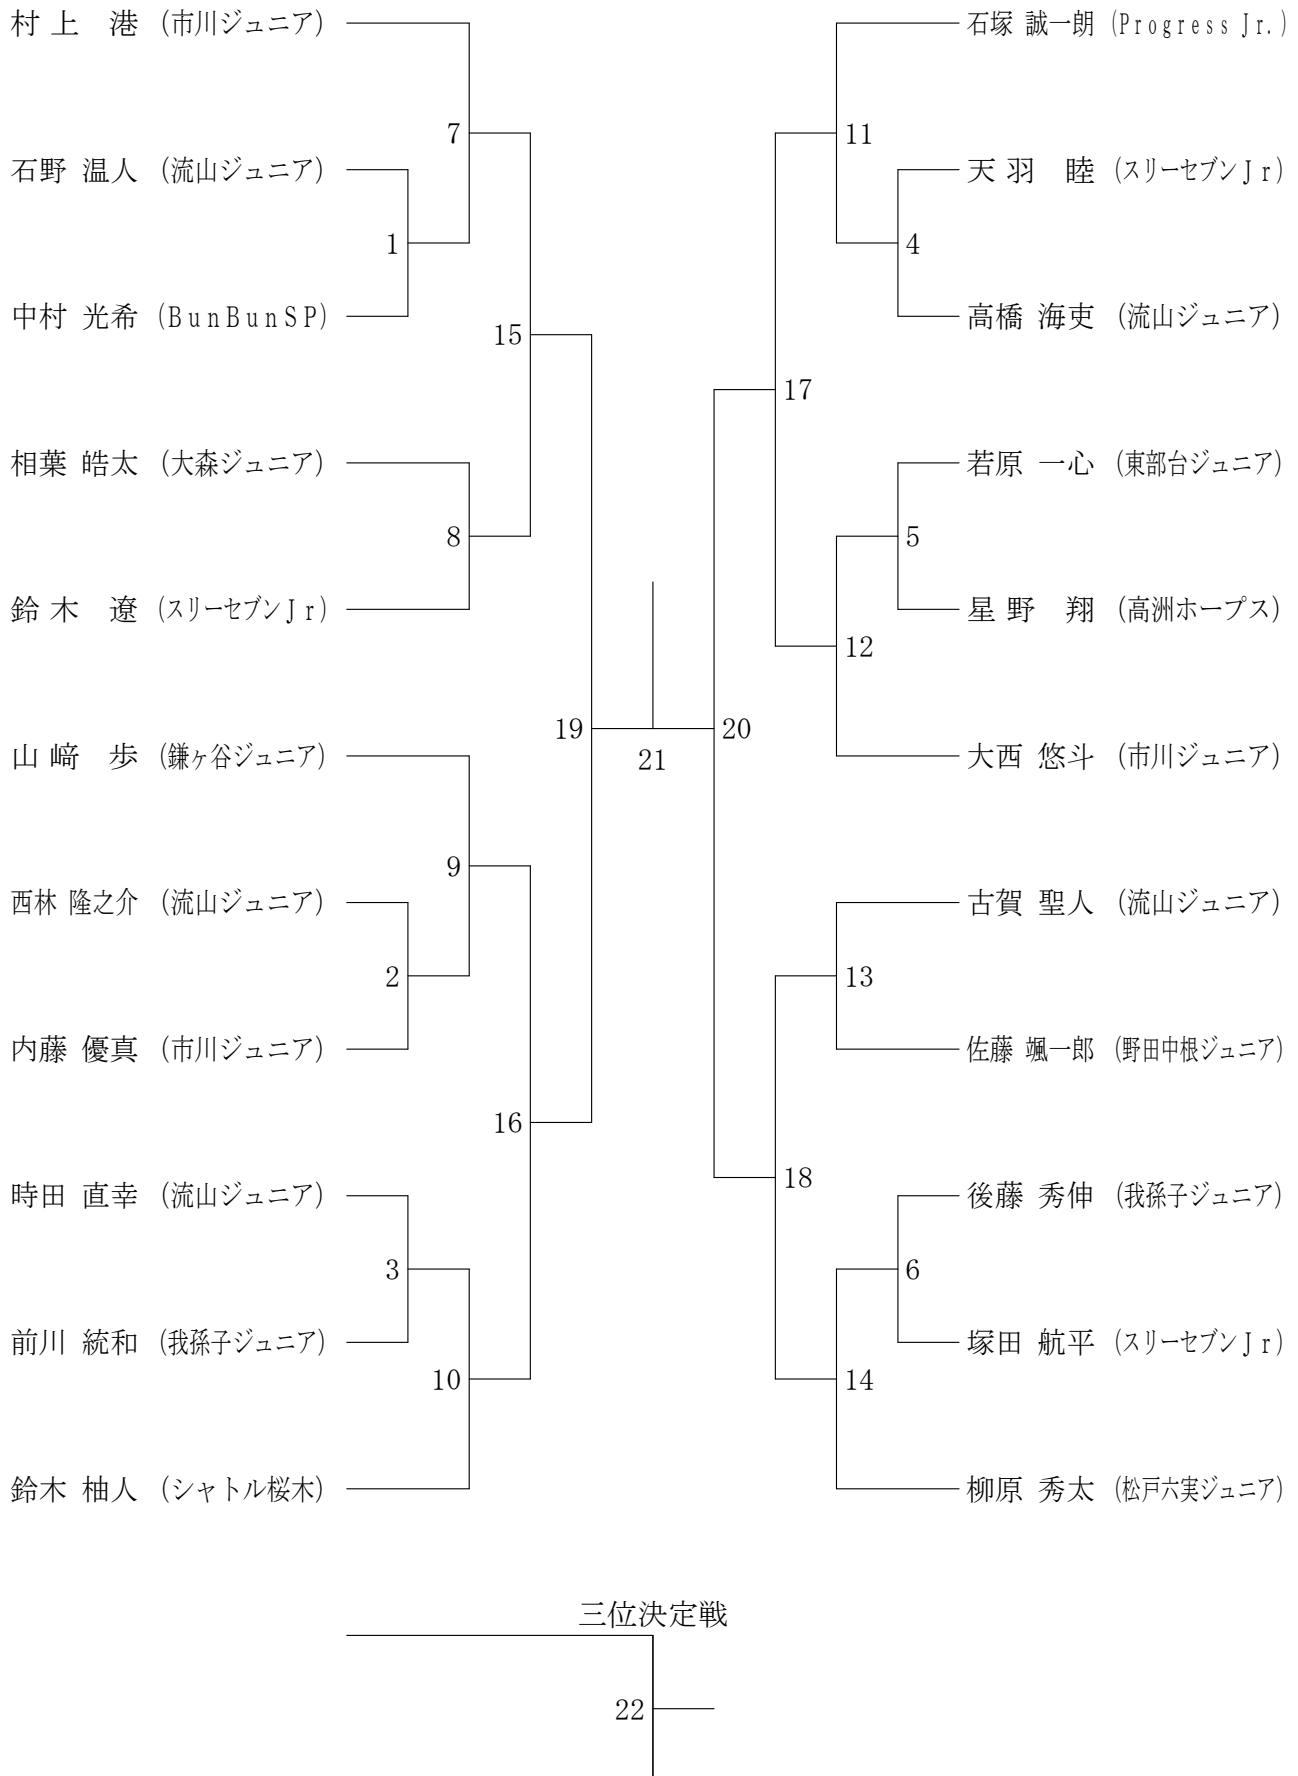 村上 港 (市川ジュニア)
7
石野 温人 (流山ジュニア)
1
中村 光希 (BunBunSP)
15
相葉 皓太 (大森ジュニア)
8
鈴木 遼 (スリーセブンJr)
19
山﨑 歩 (鎌ヶ谷ジュニア)
9
西林 隆之介 (流山ジュニア)
2
内藤 優真 (市川ジュニア)
16
時田 直幸 (流山ジュニア)
3
前川 統和 (我孫子ジュニア)
10
鈴木 柚人 (シャトル桜木)
21
石塚 誠一朗 (Progress Jr.)
11
天羽 睦 (スリーセブンJr)
4
高橋 海吏 (流山ジュニア)
17
若原 一心 (東部台ジュニア)
5
星野 翔 (高洲ホープス)
12
20
大西 悠斗 (市川ジュニア)
古賀 聖人 (流山ジュニア)
13
佐藤 颯一郎 (野田中根ジュニア)
18
後藤 秀伸 (我孫子ジュニア)
6
塚田 航平 (スリーセブンJr)
14
柳原 秀太 (松戸六実ジュニア)
三位決定戦
22